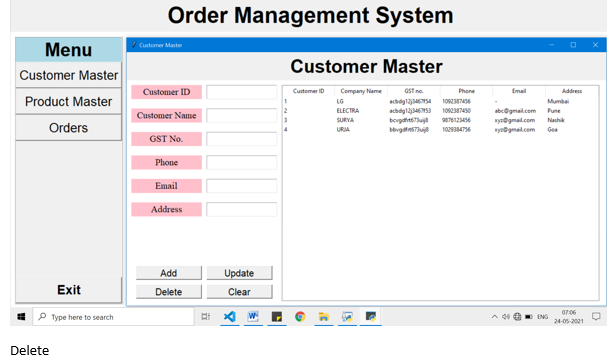 Order Management System
Menu
Customer Master
Product Master
Orders
Exit
Customer Master
Customer Master
Customer ID
Customer Name
GST No.
Phone
Email
Address
Add Update
Delete Clear
Customer ID Company Name GST no. Phone Email Address
1 LG acbdg12j3467f54 1092387456 - Mumbai
2 ELECTRA acbdg12j3467f53 1092387450 abc@gmail.com Pune
3 SURYA bcvgdfrt673uij8 9876123456 xyz@gmail.com Nashik
4 URJA bbvgdfrt673uij8 1029384756 xyz@gmail.com Goa
Type here to search
ENG
07:06
24-05-2021
Delete